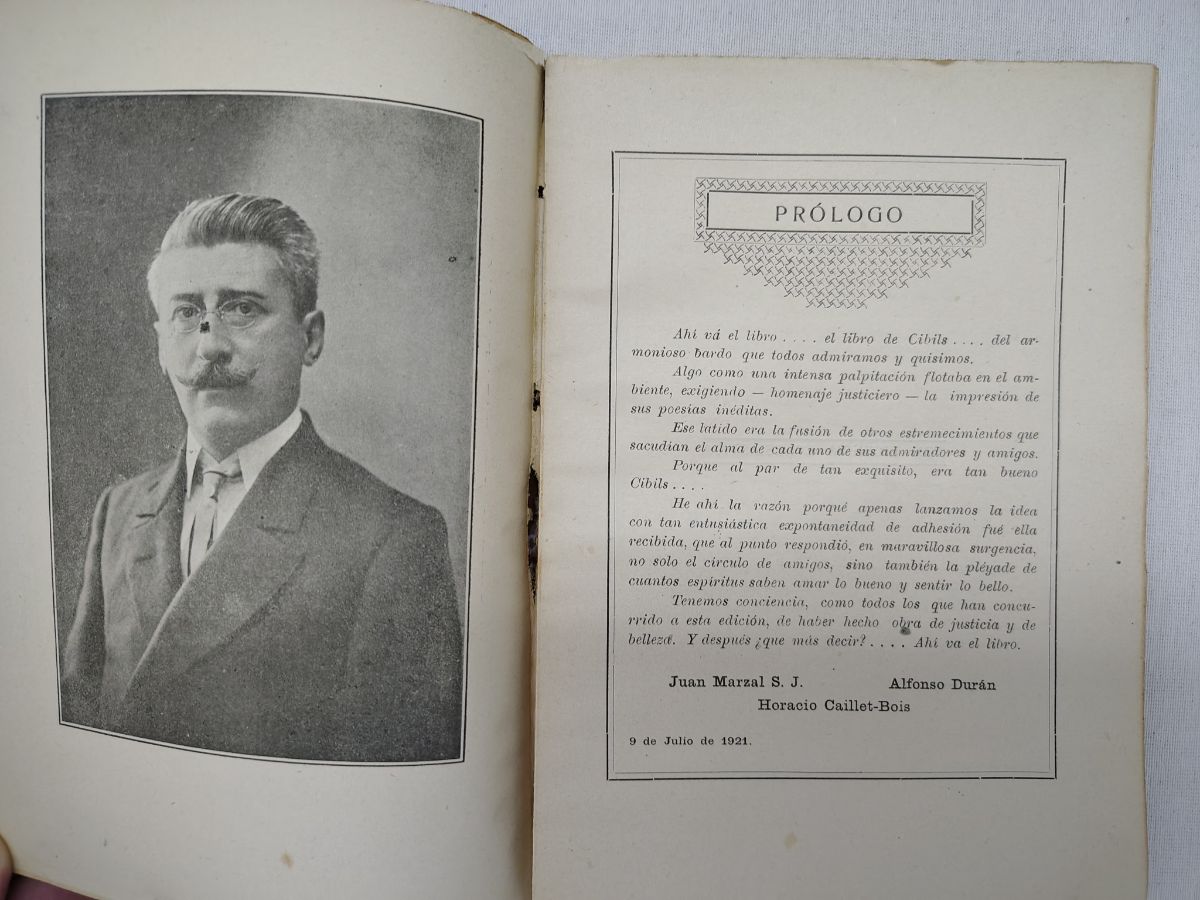 PRÓLOGO
Ahí vá el libro . . . . el libro de Cibils . . . . del ar-
monioso bardo que todos admiramos y quisimos.
Algo como una intensa palpitación flotaba en el am-
biente, exigiendo — homenaje justiciero — la impresión de
sus poesías inéditas.
Ese latido era la fusión de otros estremecimientos que
sacudían el alma de cada uno de sus admiradores y amigos.
Porque al par de tan exquisito, era tan bueno
Cibils . . . .
He ahí la razón porqué apenas lanzamos la idea
con tan entusiástica expontaneidad de adhesión fué ella
recibida, que al punto respondió, en maravillosa surgencia,
no solo el círculo de amigos, sino también la pléyade de
cuantos espíritus saben amar lo bueno y sentir lo bello.
Tenemos conciencia, como todos los que han concu-
rrido a esta edición, de haber hecho obra de justicia y de
belleza. Y después ¿que más decir? . . . . Ahí va el libro.
Juan Marzal S. J. Alfonso Durán
Horacio Caillet-Bois
9 de Julio de 1921.